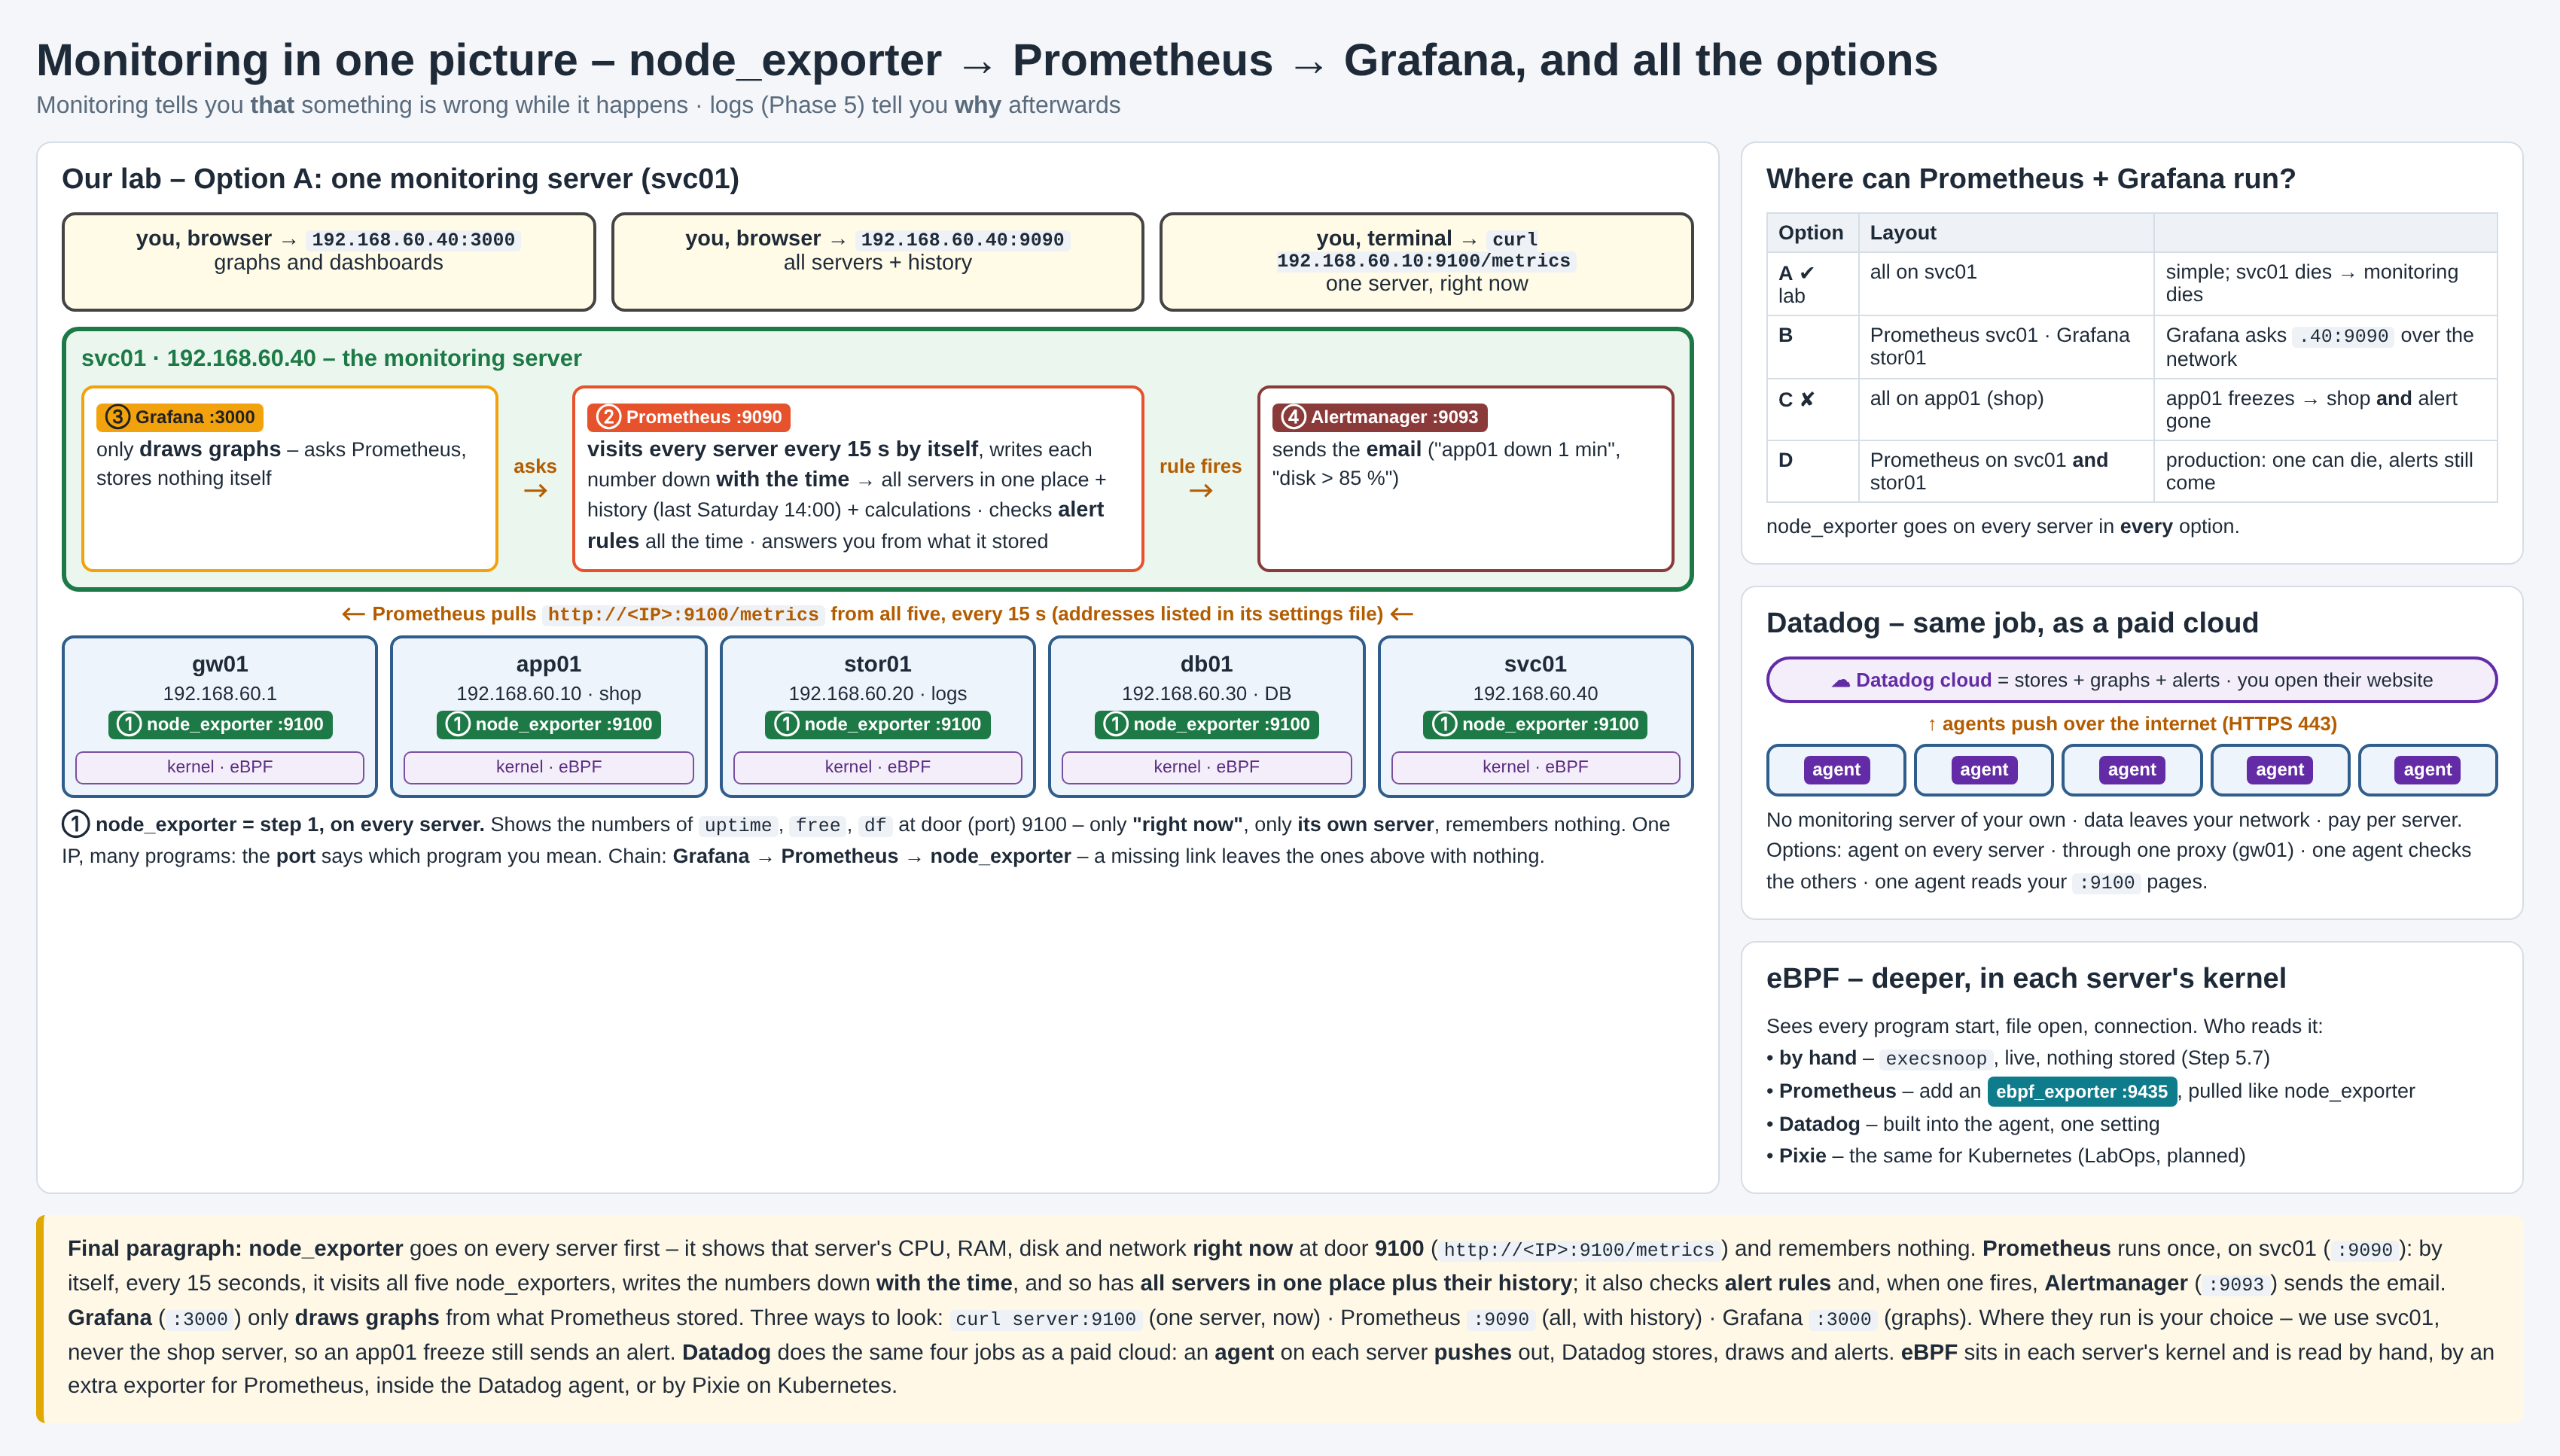 Monitoring in one picture – node_exporter → Prometheus → Grafana, and all the options
Monitoring tells you that something is wrong while it happens · logs (Phase 5) tell you why afterwards
Our lab – Option A: one monitoring server (svc01)
you, browser → 192.168.60.40:3000
graphs and dashboards
you, browser → 192.168.60.40:9090
all servers + history
you, terminal → curl
192.168.60.10:9100/metrics
one server, right now
svc01 · 192.168.60.40 – the monitoring server
③ Grafana :3000
only draws graphs – asks Prometheus,
stores nothing itself
asks
→
② Prometheus :9090
visits every server every 15 s by itself, writes each
number down with the time → all servers in one place +
history (last Saturday 14:00) + calculations · checks alert
rules all the time · answers you from what it stored
rule fires
→
④ Alertmanager :9093
sends the email ("app01 down 1 min",
"disk > 85 %")
← Prometheus pulls http://<IP>:9100/metrics from all five, every 15 s (addresses listed in its settings file) ←
gw01
192.168.60.1
① node_exporter :9100
kernel · eBPF
app01
192.168.60.10 · shop
① node_exporter :9100
kernel · eBPF
stor01
192.168.60.20 · logs
① node_exporter :9100
kernel · eBPF
db01
192.168.60.30 · DB
① node_exporter :9100
kernel · eBPF
svc01
192.168.60.40
① node_exporter :9100
kernel · eBPF
① node_exporter = step 1, on every server. Shows the numbers of uptime, free, df at door (port) 9100 – only "right now", only its own server, remembers nothing. One
IP, many programs: the port says which program you mean. Chain: Grafana → Prometheus → node_exporter – a missing link leaves the ones above with nothing.
Where can Prometheus + Grafana run?
Option Layout
A ✔ lab all on svc01 simple; svc01 dies → monitoring dies
B Prometheus svc01 · Grafana stor01 Grafana asks .40:9090 over the network
C ✘ all on app01 (shop) app01 freezes → shop and alert gone
D Prometheus on svc01 and stor01 production: one can die, alerts still come
node_exporter goes on every server in every option.
Datadog – same job, as a paid cloud
☁ Datadog cloud = stores + graphs + alerts · you open their website
↑ agents push over the internet (HTTPS 443)
agent agent agent agent agent
No monitoring server of your own · data leaves your network · pay per server.
Options: agent on every server · through one proxy (gw01) · one agent checks
the others · one agent reads your :9100 pages.
eBPF – deeper, in each server's kernel
Sees every program start, file open, connection. Who reads it:
• by hand – execsnoop, live, nothing stored (Step 5.7)
• Prometheus – add an ebpf_exporter :9435, pulled like node_exporter
• Datadog – built into the agent, one setting
• Pixie – the same for Kubernetes (LabOps, planned)
Final paragraph: node_exporter goes on every server first – it shows that server's CPU, RAM, disk and network right now at door 9100 (http://<IP>:9100/metrics) and remembers nothing. Prometheus runs once, on svc01 (:9090): by
itself, every 15 seconds, it visits all five node_exporters, writes the numbers down with the time, and so has all servers in one place plus their history; it also checks alert rules and, when one fires, Alertmanager (:9093) sends the email.
Grafana (:3000) only draws graphs from what Prometheus stored. Three ways to look: curl server:9100 (one server, now) · Prometheus :9090 (all, with history) · Grafana :3000 (graphs). Where they run is your choice – we use svc01,
never the shop server, so an app01 freeze still sends an alert. Datadog does the same four jobs as a paid cloud: an agent on each server pushes out, Datadog stores, draws and alerts. eBPF sits in each server's kernel and is read by hand, by an
extra exporter for Prometheus, inside the Datadog agent, or by Pixie on Kubernetes.